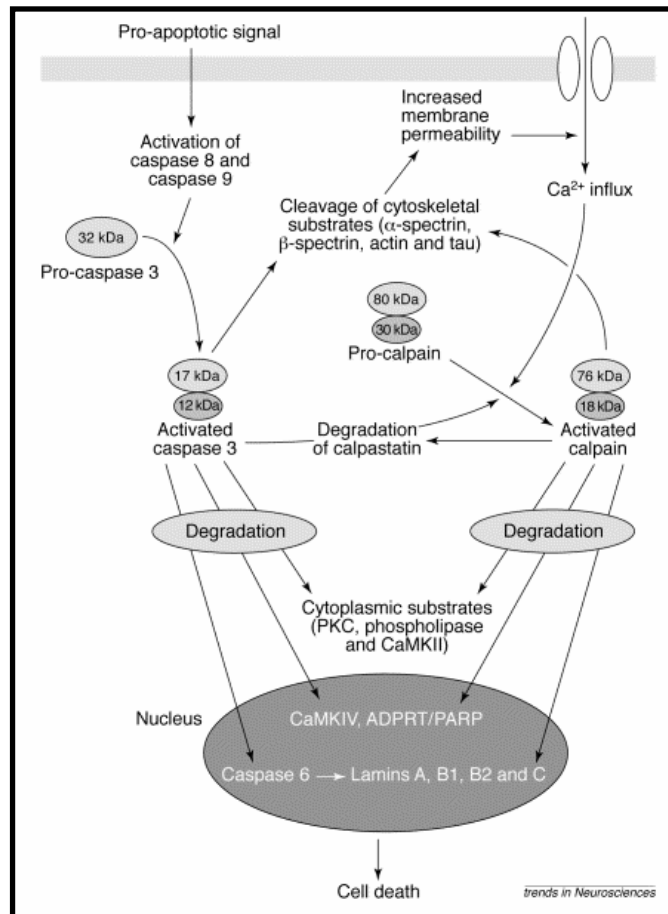 Pro-apoptotic signal
Increased
membrane
permeability
Activation of
caspase 8 and
caspase 9
Ca²⁺ influx
Cleavage of cytoskeletal
substrates (α-spectrin,
β-spectrin, actin and tau)
32 kDa
Pro-caspase 3
80 kDa
30 kDa
Pro-calpain
17 kDa
12 kDa
Activated
caspase 3
76 kDa
18 kDa
Activated
calpain
Degradation
of calpastatin
Degradation
Degradation
Cytoplasmic substrates
(PKC, phospholipase
and CaMKII)
Nucleus
CaMKIV, ADPRT/PARP
Caspase 6 → Lamins A, B1, B2 and C
Cell death
trends in Neurosciences